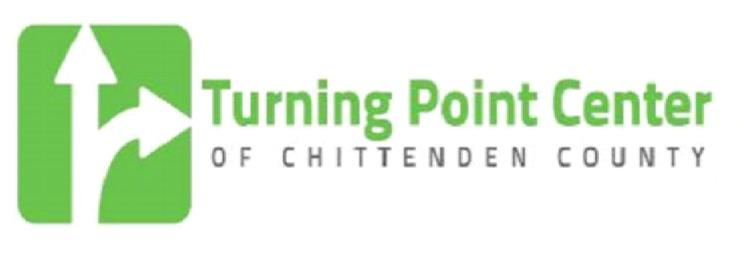 Turning Point Center
OF CHITTENDEN COUNTY